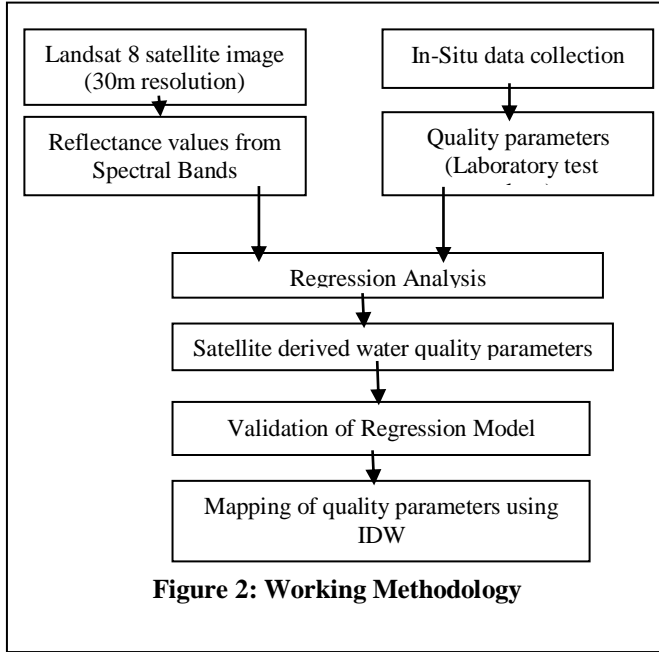 Landsat 8 satellite image
(30m resolution)
In-Situ data collection
Reflectance values from
Spectral Bands
Quality parameters
(Laboratory test
Regression Analysis
Satellite derived water quality parameters
Validation of Regression Model
Mapping of quality parameters using
IDW
Figure 2: Working Methodology